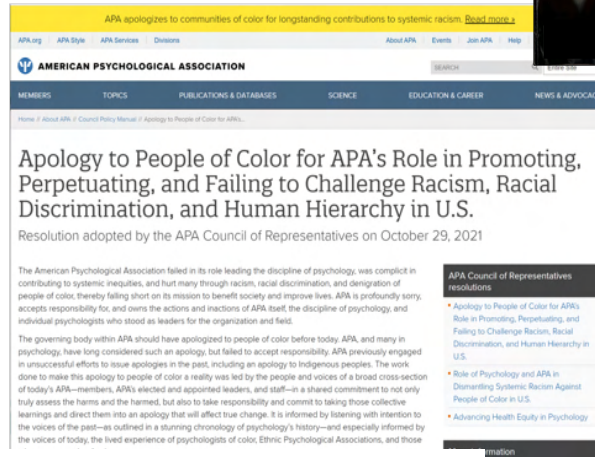 APA apologizes to communities of color for longstanding contributions to systemic racism. Read more »
APA.org APA Style APA Services Divisions About APA Events Join APA Help
AMERICAN PSYCHOLOGICAL ASSOCIATION SEARCH Entire Site
MEMBERS TOPICS PUBLICATIONS & DATABASES SCIENCE EDUCATION & CAREER NEWS & ADVOCAC
Home // About APA // Council Policy Manual // Apology to People of Color for APA's...
Apology to People of Color for APA's Role in Promoting,
Perpetuating, and Failing to Challenge Racism, Racial
Discrimination, and Human Hierarchy in U.S.
Resolution adopted by the APA Council of Representatives on October 29, 2021
The American Psychological Association failed in its role leading the discipline of psychology, was complicit in
contributing to systemic inequities, and hurt many through racism, racial discrimination, and denigration of
people of color, thereby falling short on its mission to benefit society and improve lives. APA is profoundly sorry,
accepts responsibility for, and owns the actions and inactions of APA itself, the discipline of psychology, and
individual psychologists who stood as leaders for the organization and field.
The governing body within APA should have apologized to people of color before today. APA, and many in
psychology, have long considered such an apology, but failed to accept responsibility. APA previously engaged
in unsuccessful efforts to issue apologies in the past, including an apology to Indigenous peoples. The work
done to make this apology to people of color a reality was led by the people and voices of a broad cross-section
of today's APA—members, APA's elected and appointed leaders, and staff—in a shared commitment to not only
truly assess the harms and the harmed, but also to take responsibility and commit to taking those collective
learnings and direct them into an apology that will affect true change. It is informed by listening with intention to
the voices of the past—as outlined in a stunning chronology of psychology's history—and especially informed by
the voices of today, the lived experience of psychologists of color, Ethnic Psychological Associations, and those
APA Council of Representatives
resolutions
Apology to People of Color for APA's
Role in Promoting, Perpetuating, and
Failing to Challenge Racism, Racial
Discrimination, and Human Hierarchy in
U.S.
Role of Psychology and APA in
Dismantling Systemic Racism Against
People of Color in U.S.
Advancing Health Equity in Psychology